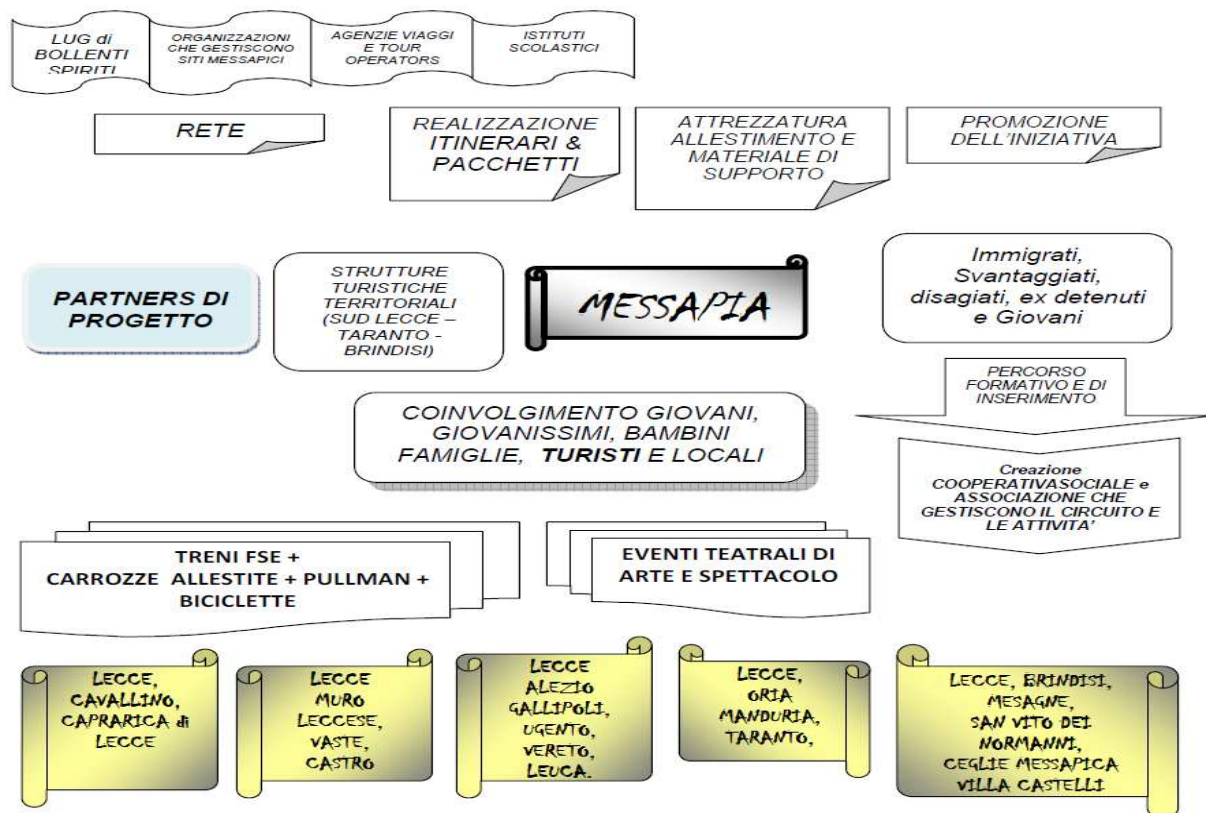 LUG di
BOLLENTI
SPIRITI
ORGANIZZAZIONI
CHE GESTISCONO
SITI MESSAPICI
AGENZIE VIAGGI
E TOUR
OPERATORS
ISTITUTI
SCOLASTICI
RETE
REALIZZAZIONE
ITINERARI &
PACCHETTI
ATTREZZATURA
ALLESTIMENTO E
MATERIALE DI
SUPPORTO
PROMOZIONE
DELL’INIZIATIVA
PARTNERS DI
PROGETTO
STRUTTURE
TURISTICHE
TERRITORIALI
(SUD LECCE –
TARANTO -
BRINDISI)
MESSAPIA
Immigrati,
Svantaggiati,
disagiati, ex detenuti
e Giovani
PERCORSO
FORMATIVO E DI
INSERIMENTO
COINVOLGIMENTO GIOVANI,
GIOVANISSIMI, BAMBINI
FAMIGLIE, TURISTI E LOCALI
Creazione
COOPERATIVASOCIALE e
ASSOCIAZIONE CHE
GESTISCONO IL CIRCUITO E
LE ATTIVITA’
TRENI FSE +
CARROZZE ALLESTITE + PULLMAN +
BICICLETTE
EVENTI TEATRALI DI
ARTE E SPETTACOLO
LECCE,
CAVALLINO,
CAPRARICA di
LECCE
LECCE
MURO
LECCESE,
VASTE,
CASTRO
LECCE
ALEZIO
GALLIPOLI,
UGENTO,
VERETO,
LEUCA.
LECCE,
ORIA
MANDURIA,
TARANTO,
LECCE, BRINDISI,
MESAGNE,
SAN VITO DEI
NORMANNI,
CEGLIE MESSAPICA
VILLA CASTELLI